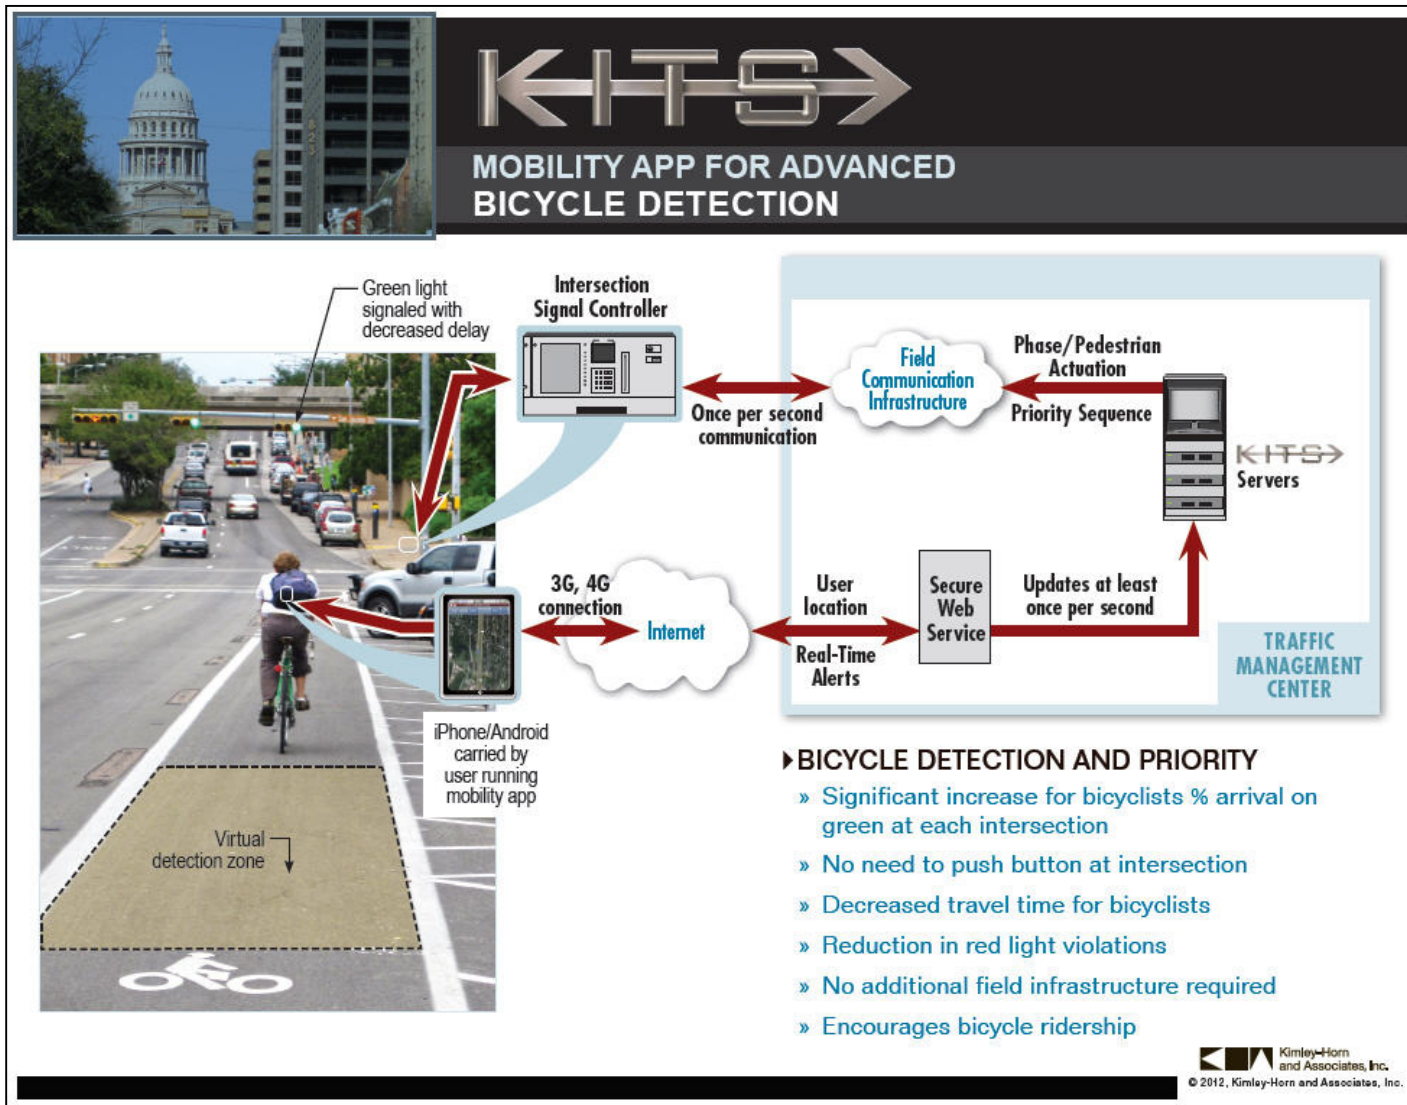 KITS
MOBILITY APP FOR ADVANCED
BICYCLE DETECTION
823
Green light
signaled with
decreased delay
Intersection
Signal Controller
Once per second
communication
Field
Communication
Infrastructure
Phase/Pedestrian
Actuation
Priority Sequence
KITS
Servers
3G, 4G
connection
Internet
User
location
Real-Time
Alerts
Secure
Web
Service
Updates at least
once per second
TRAFFIC
MANAGEMENT
CENTER
iPhone/Android
carried by
user running
mobility app
Virtual
detection zone
BICYCLE DETECTION AND PRIORITY
» Significant increase for bicyclists % arrival on
green at each intersection
» No need to push button at intersection
» Decreased travel time for bicyclists
» Reduction in red light violations
» No additional field infrastructure required
» Encourages bicycle ridership
Kimley-Horn
and Associates, Inc.
© 2012, Kimley-Horn and Associates, Inc.